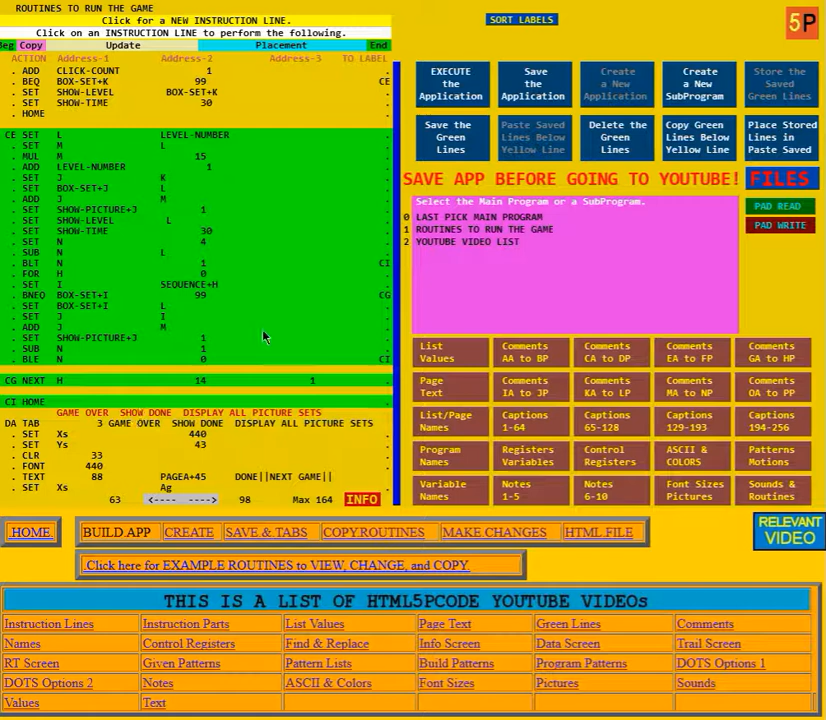 ROUTINES TO RUN THE GAME
Click for a NEW INSTRUCTION LINE.
Click on an INSTRUCTION LINE to perform the following.
Beg Copy Update Placement End
ACTION Address-1 Address-2 Address-3 TO LABEL
. ADD CLICK-COUNT 1 .
. BEQ BOX-SET+K 99 CE
. SET SHOW-LEVEL BOX-SET+K .
. SET SHOW-TIME 30 .
. HOME .
CE SET L LEVEL-NUMBER .
. SET M L .
. MUL M 15 .
. ADD LEVEL-NUMBER 1 .
. SET J K .
. SET BOX-SET+J L .
. ADD J M .
. SET SHOW-PICTURE+J 1 .
. SET SHOW-LEVEL L .
. SET SHOW-TIME 30 .
. SET N 4 .
. SUB N L .
. BLT N 1 CI
. FOR H 0 .
. SET I SEQUENCE+H .
. BNEQ BOX-SET+I 99 CG
. SET BOX-SET+I L .
. SET J I .
. ADD J M .
. SET SHOW-PICTURE+J 1 .
. SUB N 1 .
. BLE N 0 CI
CG NEXT H 14 1 .
CI HOME .
GAME OVER SHOW DONE DISPLAY ALL PICTURE SETS
DA TAB 3 GAME OVER SHOW DONE DISPLAY ALL PICTURE SETS .
. SET Xs 440 .
. SET Ys 43 .
. CLR 33 .
. FONT 440 .
. TEXT 88 PAGEA+45 DONE||NEXT GAME|| .
. SET Xs Ag .
63 <---- ----> 98 Max 164 INFO
SORT LABELS
5P
EXECUTE the Application
Save the Application
Create a New Application
Create a New SubProgram
Store the Saved Green Lines
Save the Green Lines
Paste Saved Lines Below Yellow Line
Delete the Green Lines
Copy Green Lines Below Yellow Line
Place Stored Lines in Paste Saved
SAVE APP BEFORE GOING TO YOUTUBE! FILES
Select the Main Program or a SubProgram.
0 LAST PICK MAIN PROGRAM
1 ROUTINES TO RUN THE GAME
2 YOUTUBE VIDEO LIST
PAD READ
PAD WRITE
List Values
Comments AA to BP
Comments CA to DP
Comments EA to FP
Comments GA to HP
Page Text
Comments IA to JP
Comments KA to LP
Comments MA to NP
Comments OA to PP
List/Page Names
Captions 1-64
Captions 65-128
Captions 129-193
Captions 194-256
Program Names
Registers Variables
Control Registers
ASCII & COLORS
Patterns Motions
Variable Names
Notes 1-5
Notes 6-10
Font Sizes Pictures
Sounds & Routines
.HOME.
BUILD.APP CREATE SAVE.&.TABS COPY.ROUTINES MAKE CHANGES HTML.FILE
RELEVANT VIDEO
.Click here for EXAMPLE ROUTINES to VIEW, CHANGE, and COPY.
THIS IS A LIST OF HTML5PCODE YOUTUBE VIDEOs
Instruction Lines Instruction Parts List Values Page Text Green Lines Comments
Names Control Registers Find & Replace Info Screen Data Screen Trail Screen
RT Screen Given Patterns Pattern Lists Build Patterns Program Patterns DOTS Options 1
DOTS Options 2 Notes ASCII & Colors Font Sizes Pictures Sounds
Values Text